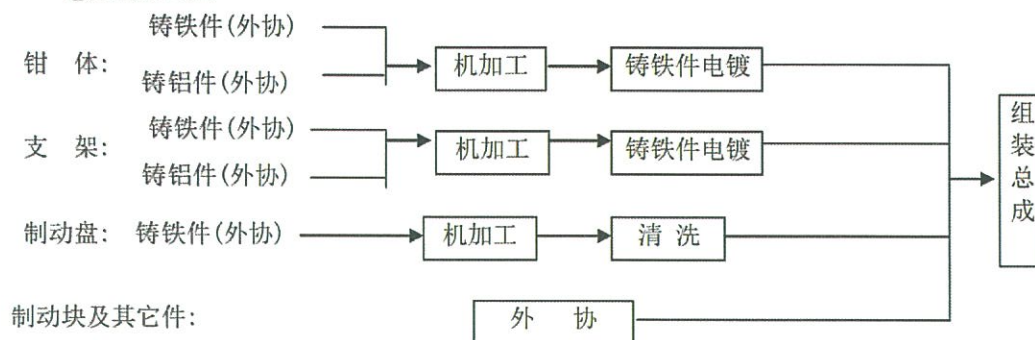 铸铁件(外协)
钳 体: 机加工 铸铁件电镀
铸铝件(外协)
铸铁件(外协)
支 架: 机加工 铸铁件电镀
铸铝件(外协)
制动盘: 铸铁件(外协) 机加工 清 洗
制动块及其它件: 外 协
组装总成